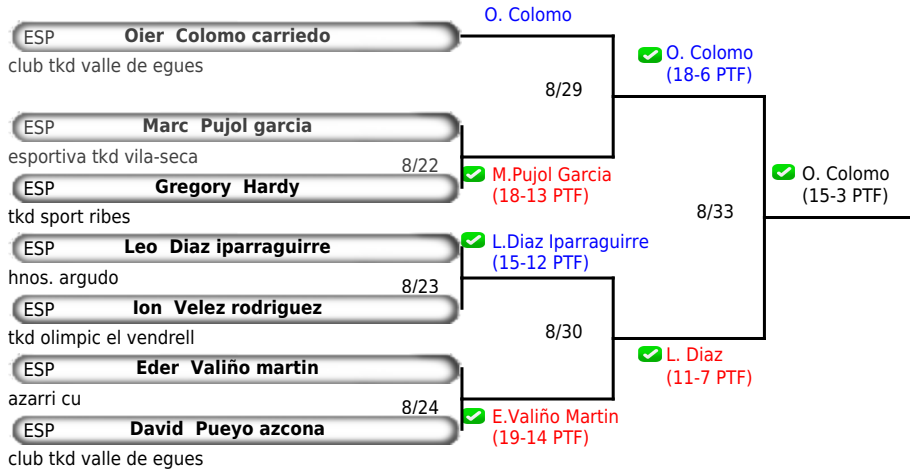 O. Colomo
ESP Oier Colomo carriedo
club tkd valle de egues
O. Colomo
(18-6 PTF)
8/29
ESP Marc Pujol garcia
esportiva tkd vila-seca
8/22
M.Pujol Garcia
(18-13 PTF)
ESP Gregory Hardy
tkd sport ribes
O. Colomo
(15-3 PTF)
8/33
ESP Leo Diaz iparraguirre
hnos. argudo
L.Diaz Iparraguirre
(15-12 PTF)
8/23
ESP Ion Velez rodriguez
tkd olimpic el vendrell
8/30
L. Diaz
(11-7 PTF)
ESP Eder Valiño martin
azarri cu
8/24
E.Valiño Martin
(19-14 PTF)
ESP David Pueyo azcona
club tkd valle de egues